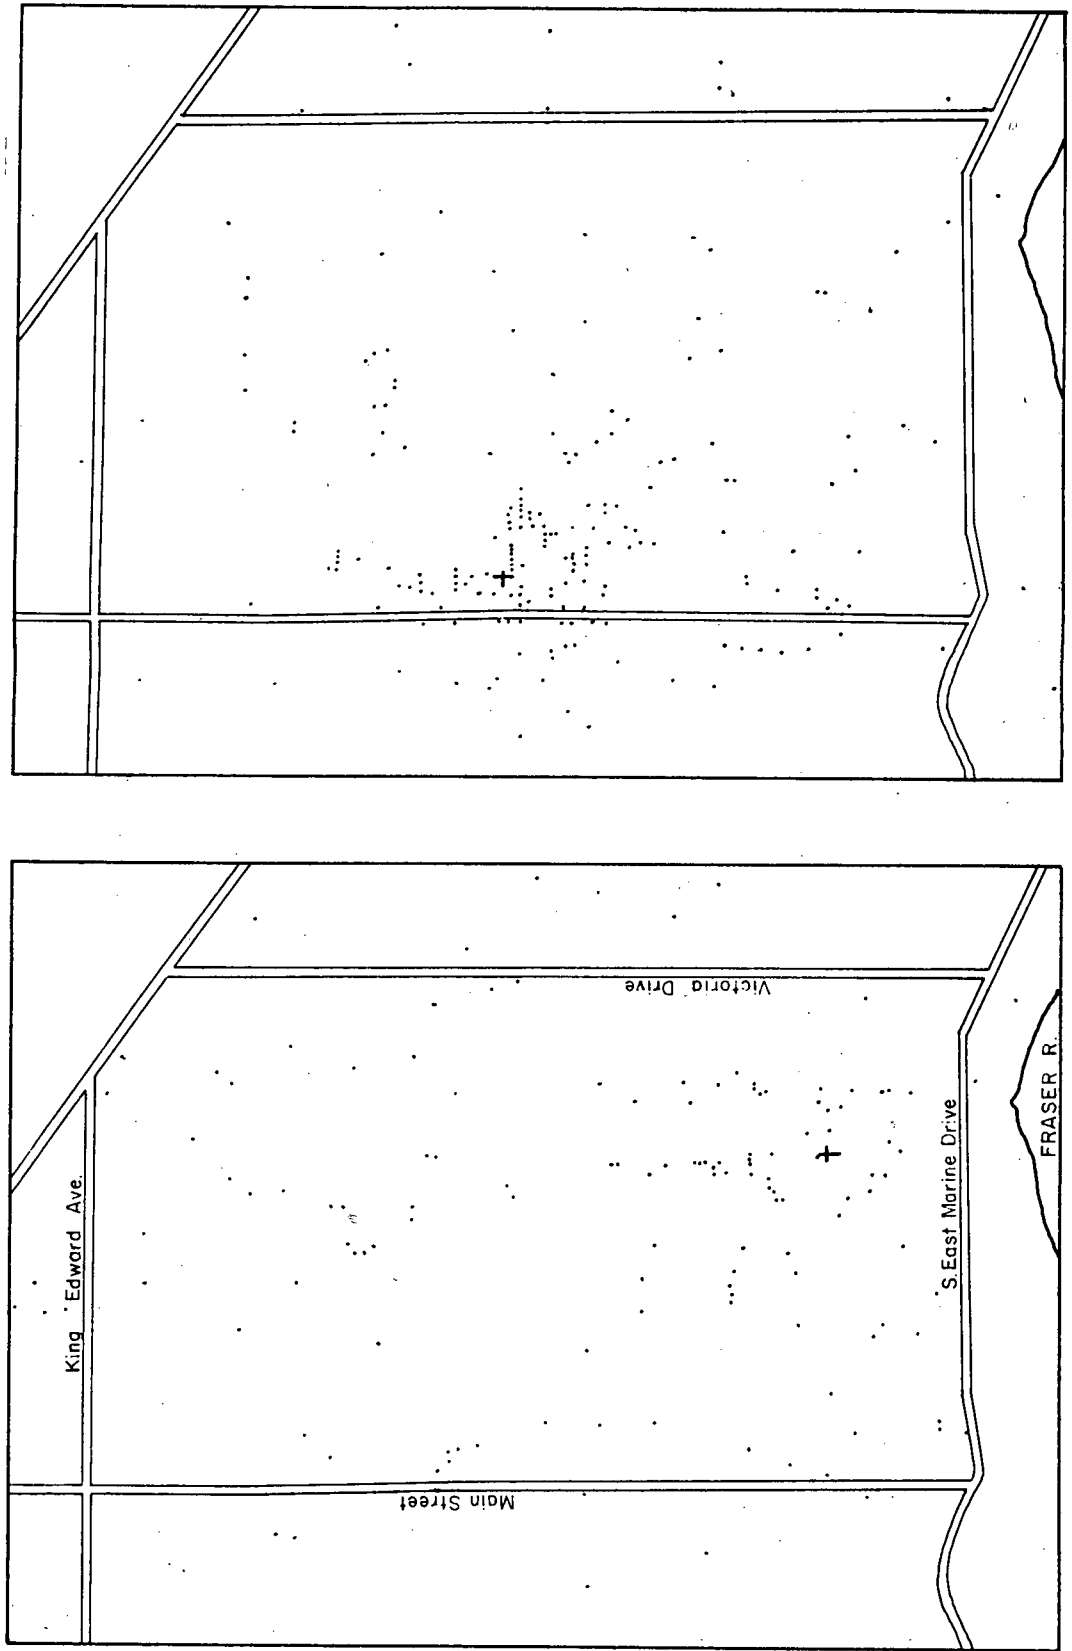 King Edward Ave.
Victoria Drive
Main Street
S. East Marine Drive
FRASER R.